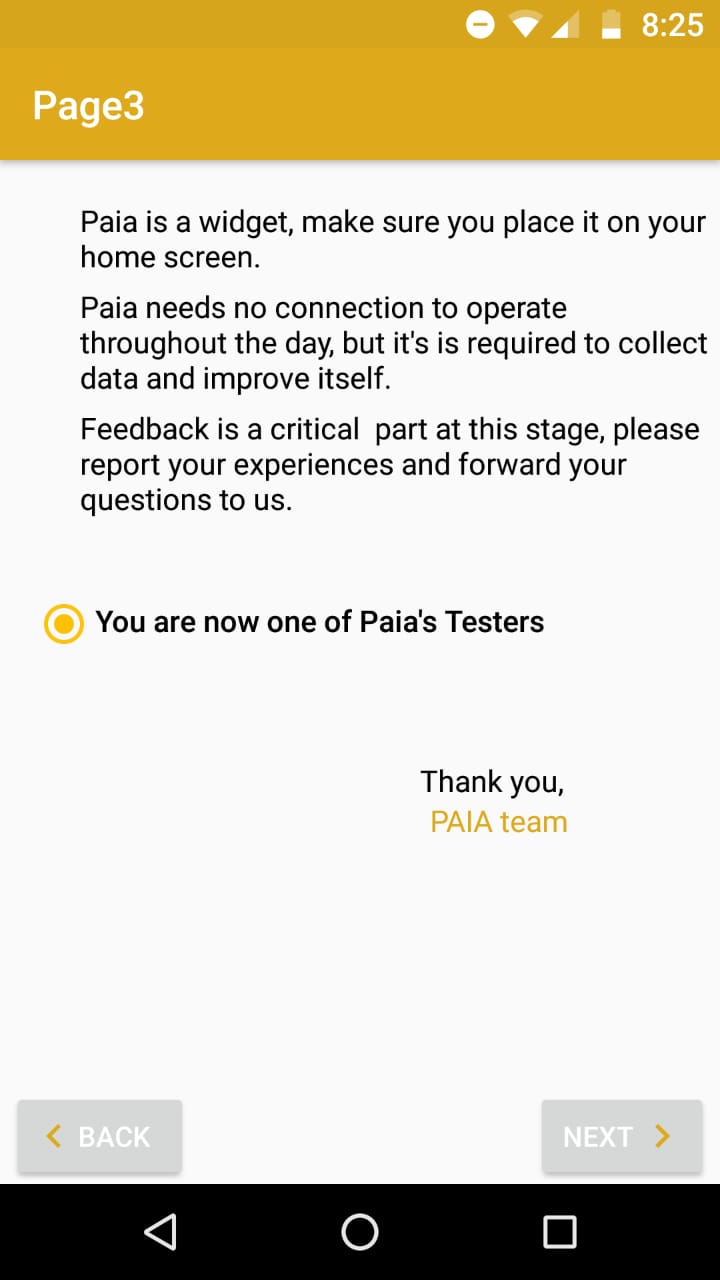 8:25
Page3
Paia is a widget, make sure you place it on your
home screen.
Paia needs no connection to operate
throughout the day, but it's is required to collect
data and improve itself.
Feedback is a critical  part at this stage, please
report your experiences and forward your
questions to us.
You are now one of Paia's Testers
Thank you,
PAIA team
BACK
NEXT